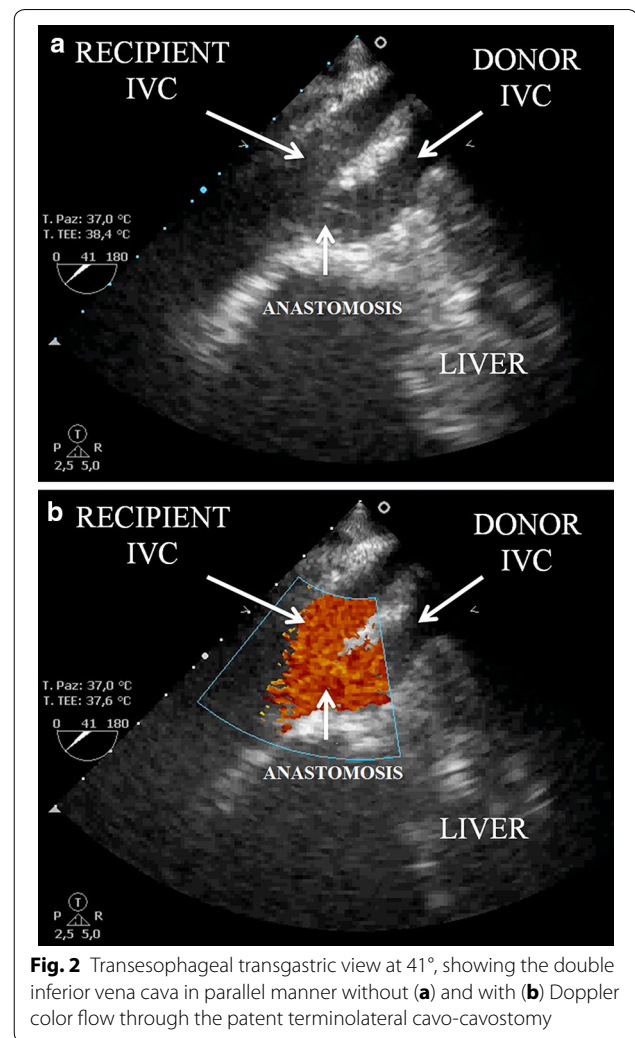 a
RECIPIENT
IVC
DONOR
IVC
T. Paz: 37,0 °C
T. TEE: 38,4 °C
0 41 180
ANASTOMOSIS
LIVER
T
P R
2,5 5,0
b
RECIPIENT
IVC
DONOR
IVC
T. Paz: 37,0 °C
T. TEE: 37,6 °C
0 41 180
ANASTOMOSIS
LIVER
T
P R
2,5 5,0
Fig. 2 Transesophageal transgastric view at 41°, showing the double
inferior vena cava in parallel manner without (a) and with (b) Doppler
color flow through the patent terminolateral cavo-cavostomy